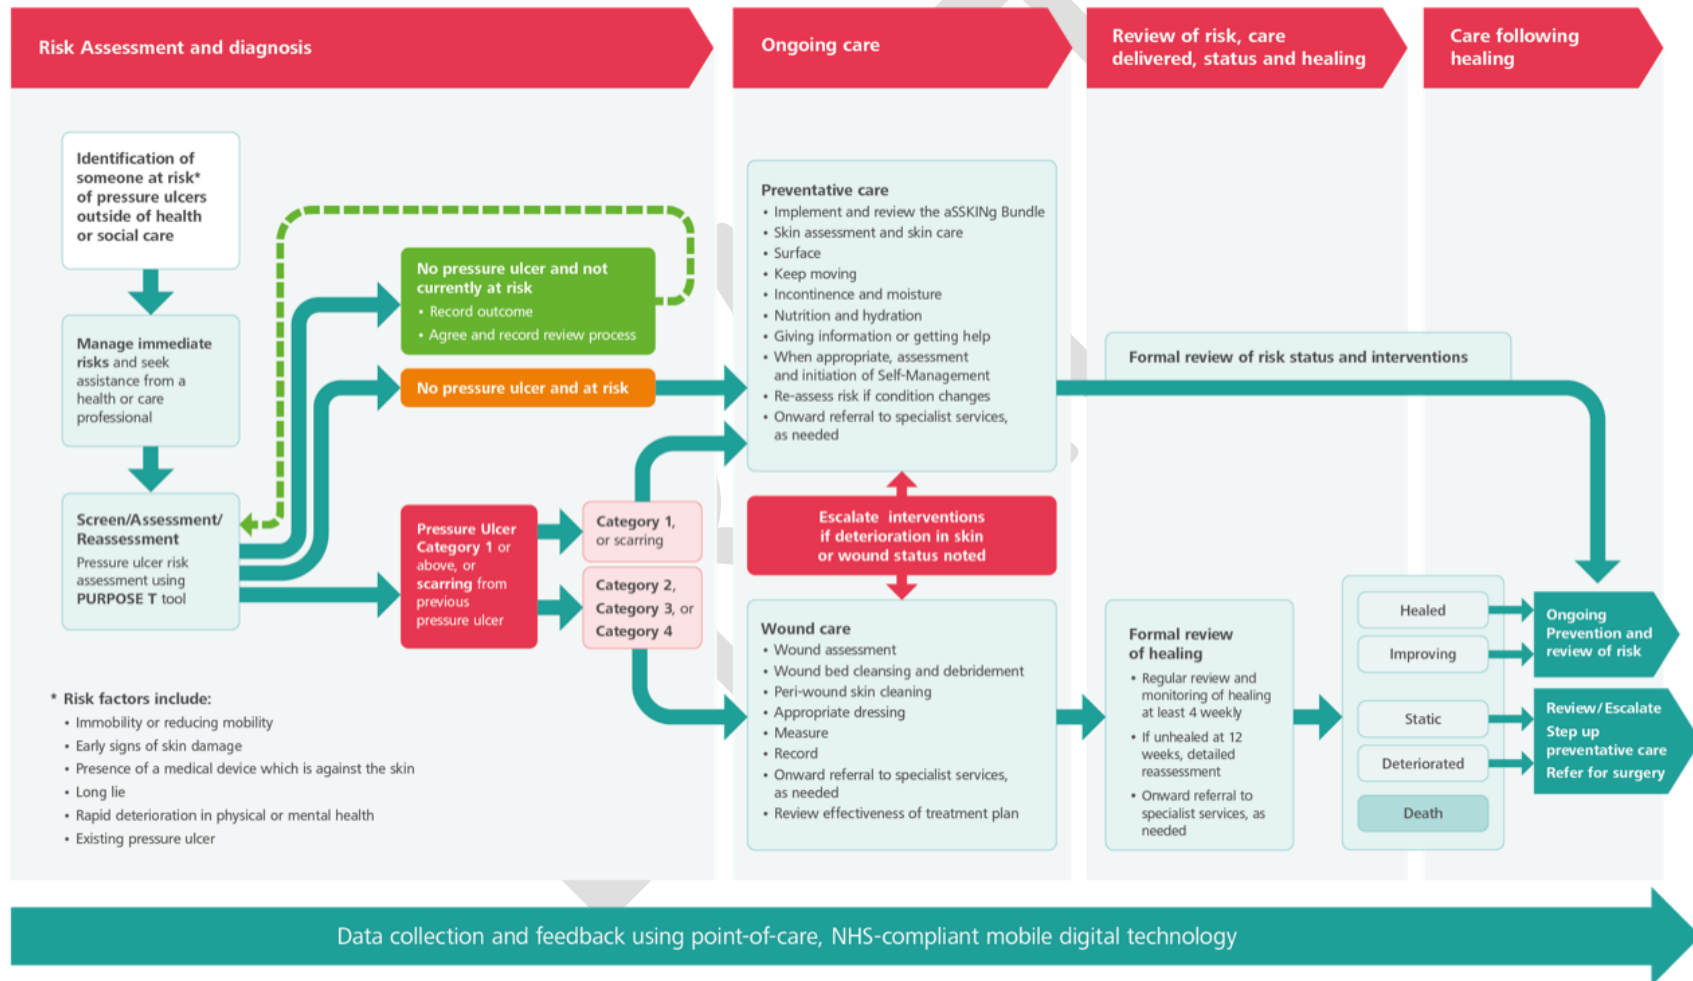 Risk Assessment and diagnosis
Ongoing care
Review of risk, care
delivered, status and healing
Care following
healing
Identification of
someone at risk*
of pressure ulcers
outside of health
or social care
Manage immediate
risks and seek
assistance from a
health or care
professional
Screen/Assessment/
Reassessment
Pressure ulcer risk
assessment using
PURPOSE T tool
No pressure ulcer and not
currently at risk
• Record outcome
• Agree and record review process
No pressure ulcer and at risk
Pressure Ulcer
Category 1 or
above, or
scarring from
previous
pressure ulcer
Category 1,
or scarring
Category 2,
Category 3, or
Category 4
* Risk factors include:
• Immobility or reducing mobility
• Early signs of skin damage
• Presence of a medical device which is against the skin
• Long lie
• Rapid deterioration in physical or mental health
• Existing pressure ulcer
Preventative care
• Implement and review the aSSKINg Bundle
• Skin assessment and skin care
• Surface
• Keep moving
• Incontinence and moisture
• Nutrition and hydration
• Giving information or getting help
• When appropriate, assessment
and initiation of Self-Management
• Re-assess risk if condition changes
• Onward referral to specialist services,
as needed
Escalate interventions
if deterioration in skin
or wound status noted
Wound care
• Wound assessment
• Wound bed cleansing and debridement
• Peri-wound skin cleaning
• Appropriate dressing
• Measure
• Record
• Onward referral to specialist services,
as needed
• Review effectiveness of treatment plan
Formal review of risk status and interventions
Formal review
of healing
• Regular review and
monitoring of healing
at least 4 weekly
• If unhealed at 12
weeks, detailed
reassessment
• Onward referral to
specialist services, as
needed
Healed
Improving
Static
Deteriorated
Death
Ongoing
Prevention and
review of risk
Review/Escalate
Step up
preventative care
Refer for surgery
Data collection and feedback using point-of-care, NHS-compliant mobile digital technology